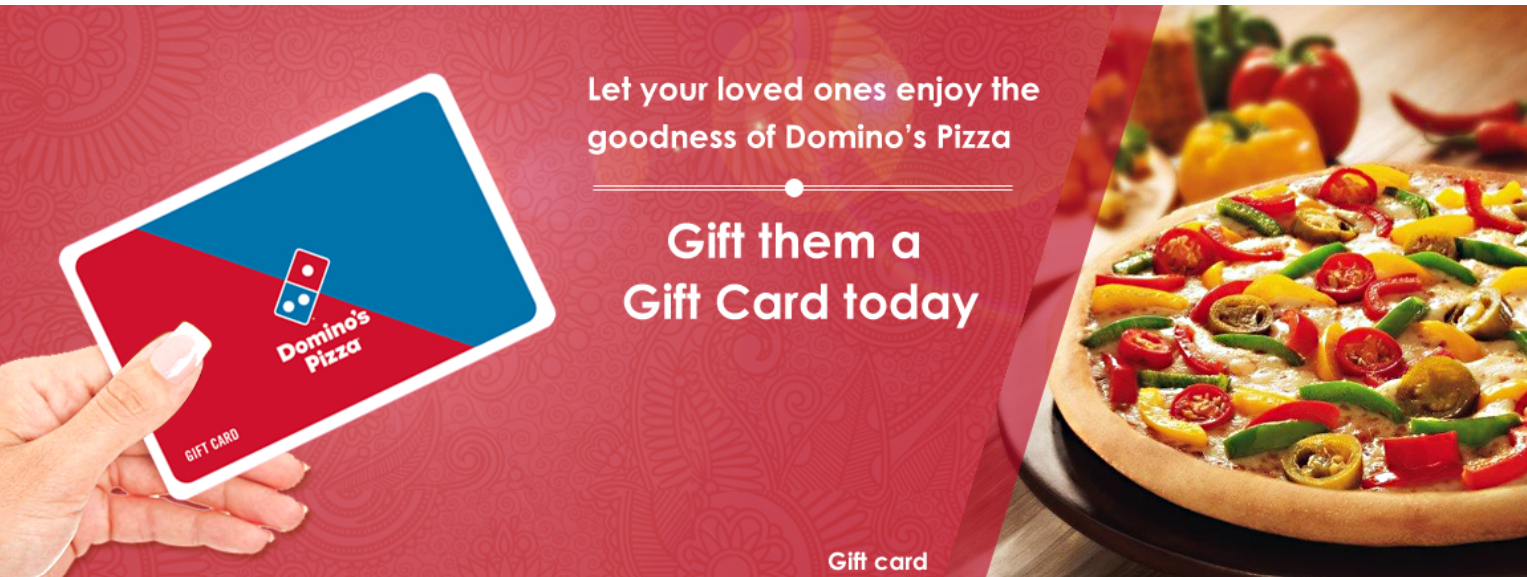 Let your loved ones enjoy the
goodness of Domino’s Pizza
Gift them a
Gift Card today
Domino's
Pizza
GIFT CARD
Gift card